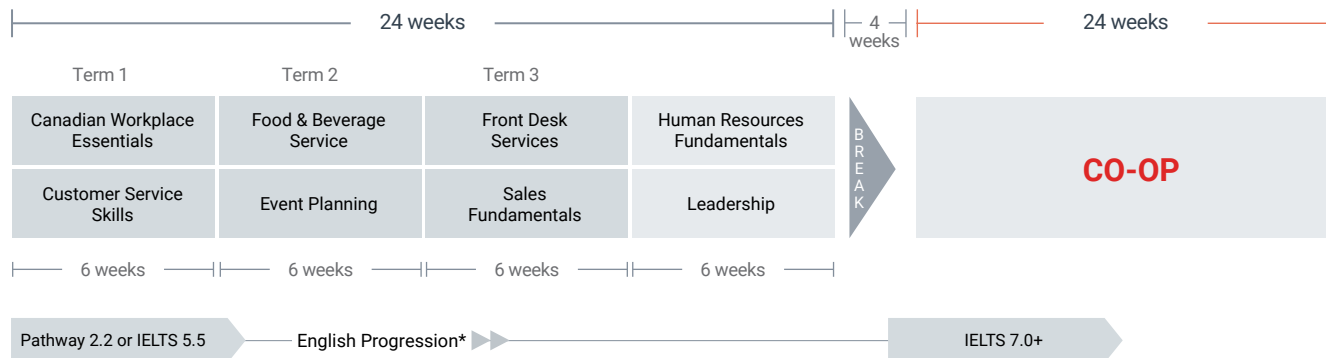 24 weeks
4
weeks
24 weeks
Term 1
Term 2
Term 3
Canadian Workplace
Essentials
Food & Beverage
Service
Front Desk
Services
Human Resources
Fundamentals
Customer Service
Skills
Event Planning
Sales
Fundamentals
Leadership
BREAK
CO-OP
6 weeks
6 weeks
6 weeks
6 weeks
Pathway 2.2 or IELTS 5.5
English Progression*
IELTS 7.0+